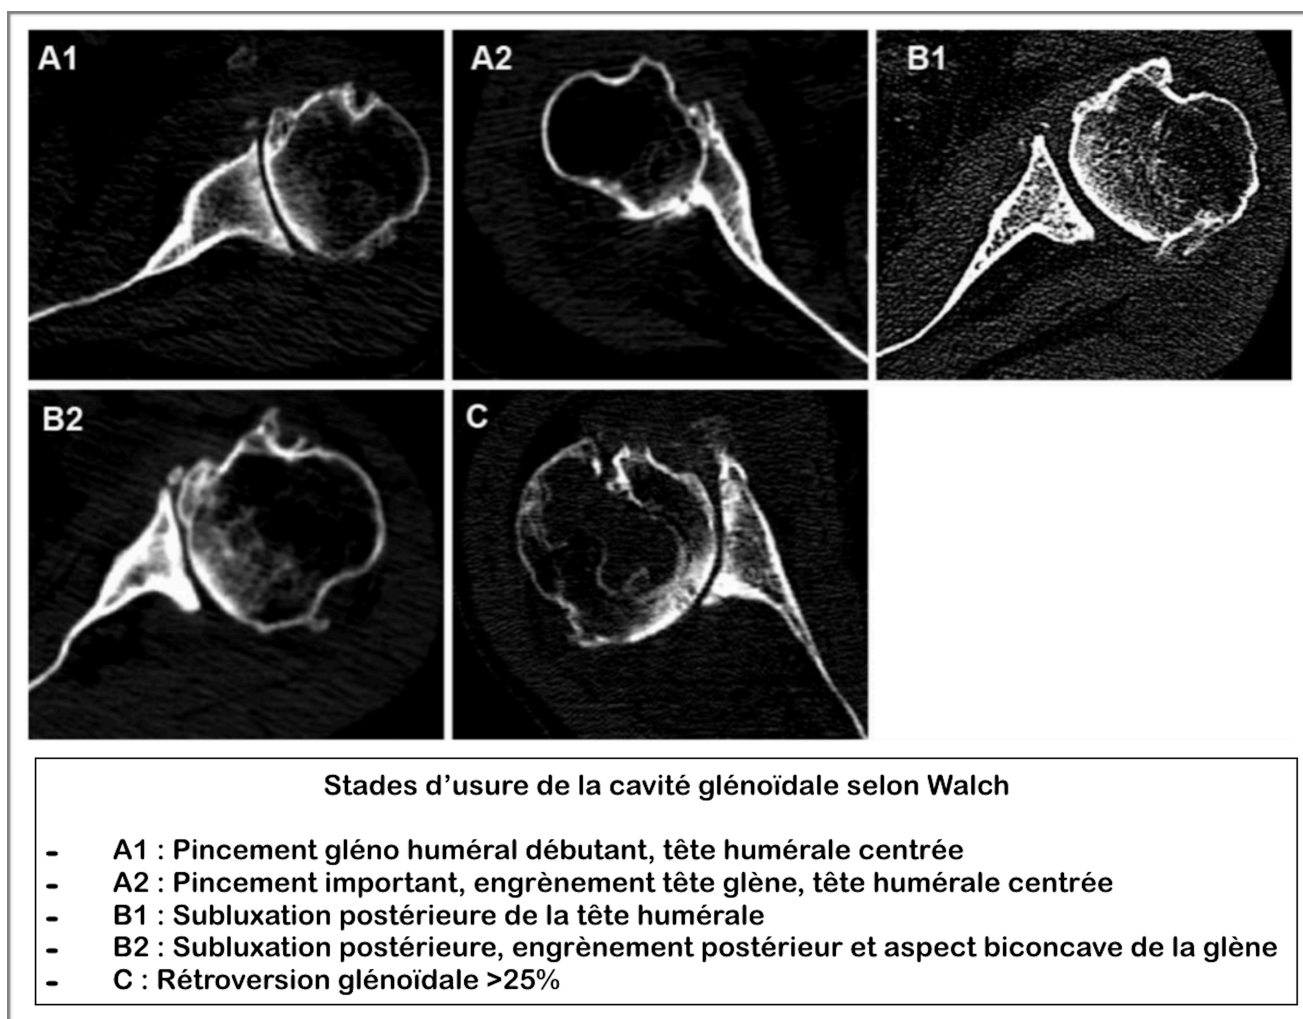 A1
A2
B1
B2
C
Stades d'usure de la cavité glénoïdale selon Walch
- A1 : Pincement gléno huméral débutant, tête humérale centrée
- A2 : Pincement important, engrènement tête glène, tête humérale centrée
- B1 : Subluxation postérieure de la tête humérale
- B2 : Subluxation postérieure, engrènement postérieur et aspect biconcave de la glène
- C : Rétroversion glénoïdale >25%